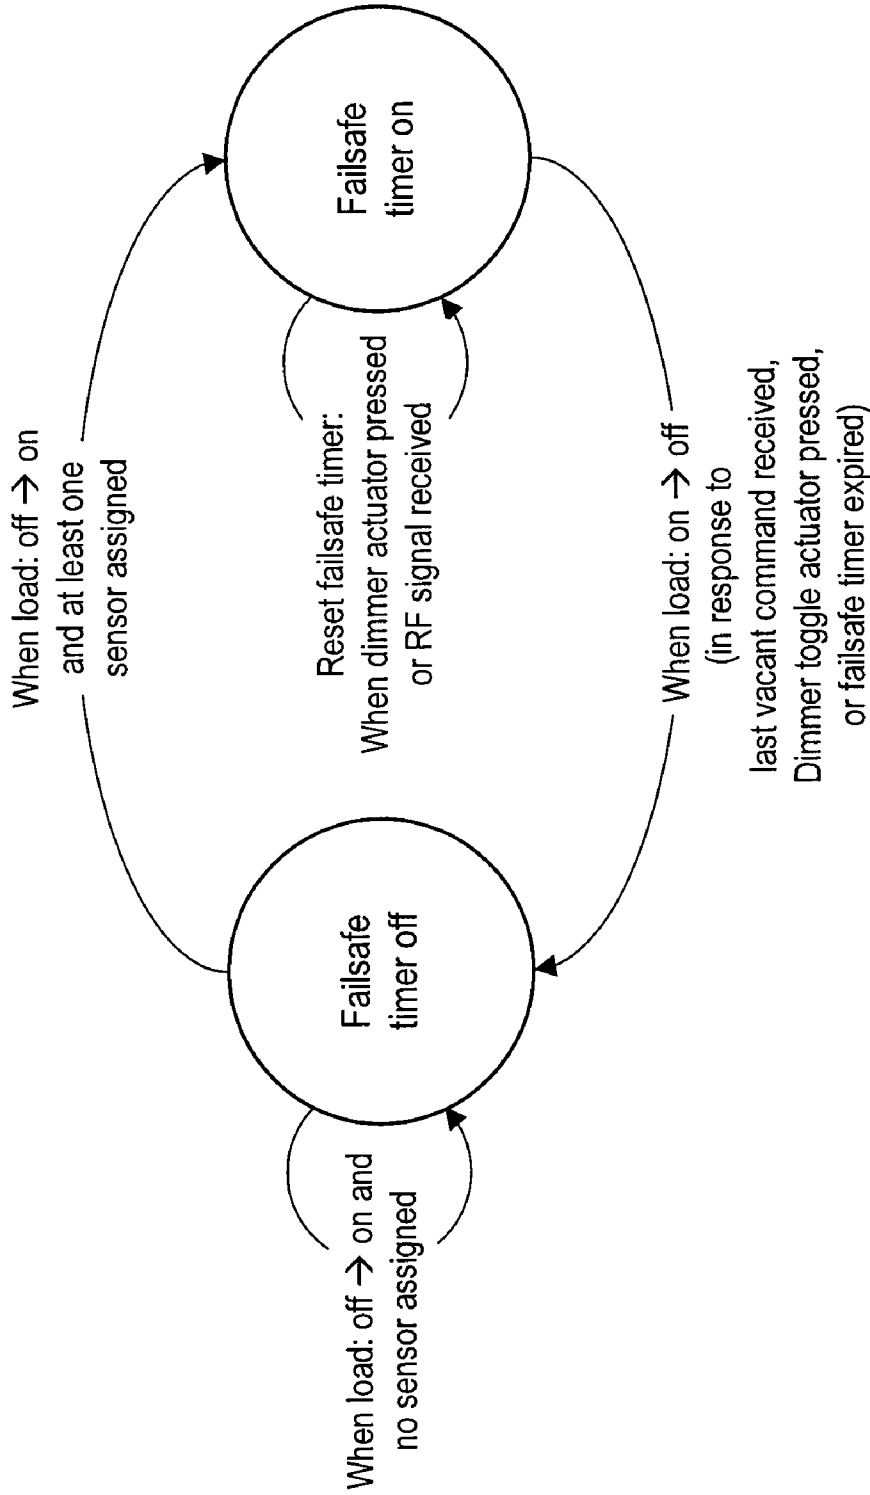 When load: off → on
and at least one
sensor assigned
Failsafe
timer on
Reset failsafe timer:
When dimmer actuator pressed
or RF signal received
Failsafe
timer off
When load: off → on and
no sensor assigned
When load: on → off
(in response to
last vacant command received,
Dimmer toggle actuator pressed,
or failsafe timer expired)